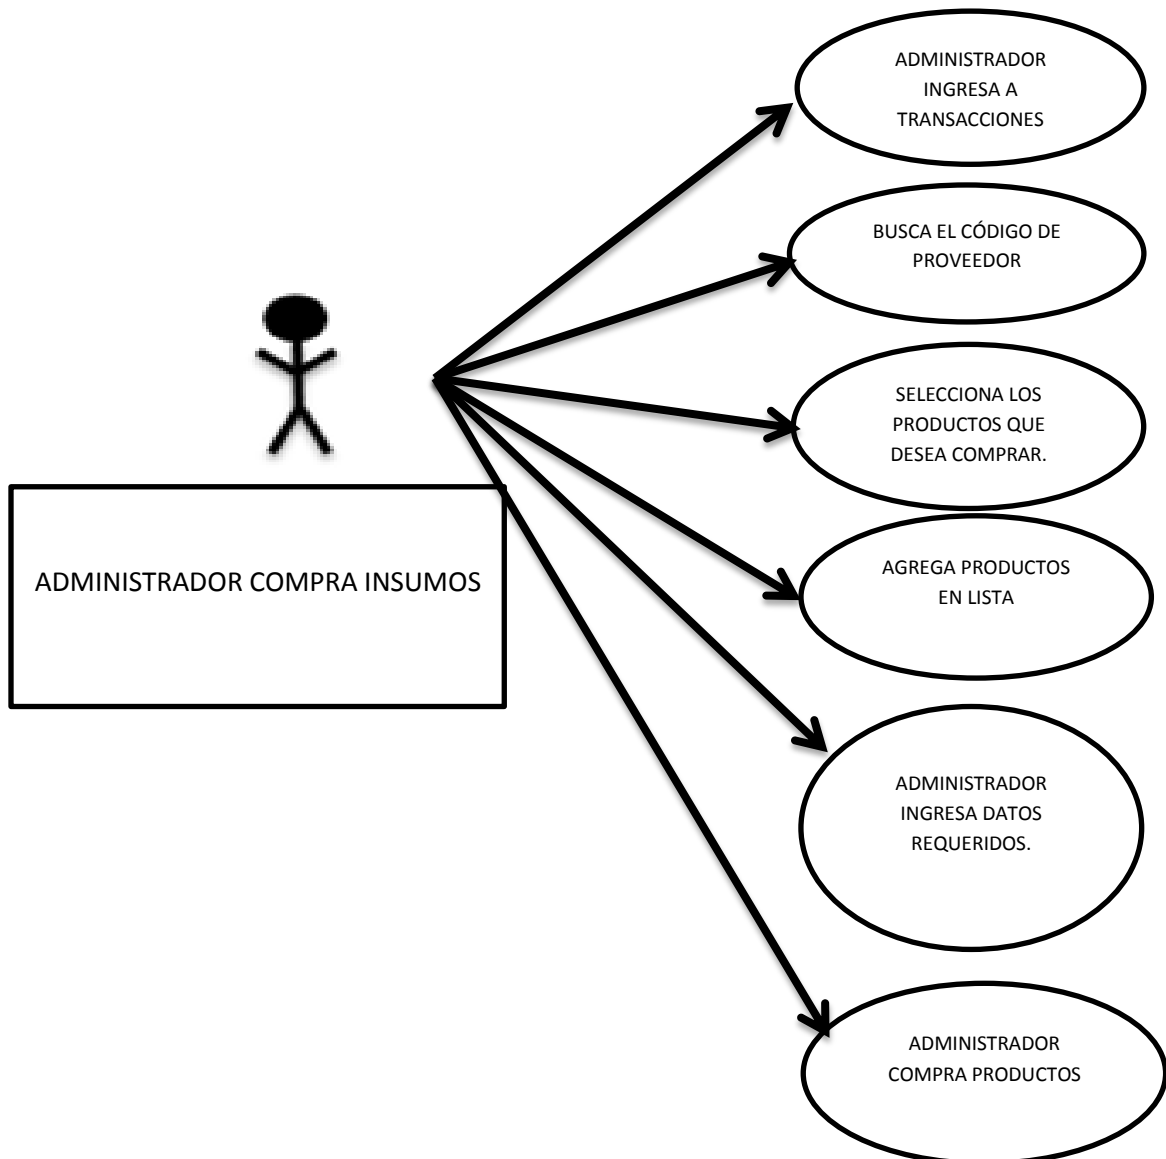 ADMINISTRADOR
INGRESA A
TRANSACCIONES
BUSCA EL CÓDIGO DE
PROVEEDOR
SELECCIONA LOS
PRODUCTOS QUE
DESEA COMPRAR.
ADMINISTRADOR COMPRA INSUMOS
AGREGA PRODUCTOS
EN LISTA
ADMINISTRADOR
INGRESA DATOS
REQUERIDOS.
ADMINISTRADOR
COMPRA PRODUCTOS